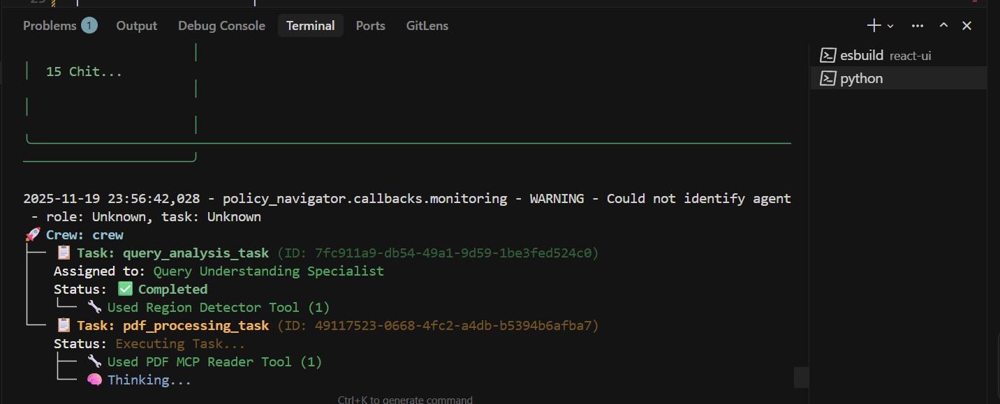 Problems 1 Output Debug Console Terminal Ports GitLens
esbuild react-ui
python
15 Chit...
2025-11-19 23:56:42,028 - policy_navigator.callbacks.monitoring - WARNING - Could not identify agent
- role: Unknown, task: Unknown
🚀 Crew: crew
📋 Task: query_analysis_task (ID: 7fc911a9-db54-49a1-9d59-1be3fed524c0)
Assigned to: Query Understanding Specialist
Status: ✅ Completed
🔧 Used Region Detector Tool (1)
📋 Task: pdf_processing_task (ID: 49117523-0668-4fc2-a4db-b5394b6afba7)
Status: Executing Task...
🔧 Used PDF MCP Reader Tool (1)
🧠 Thinking...
Ctrl+K to generate command